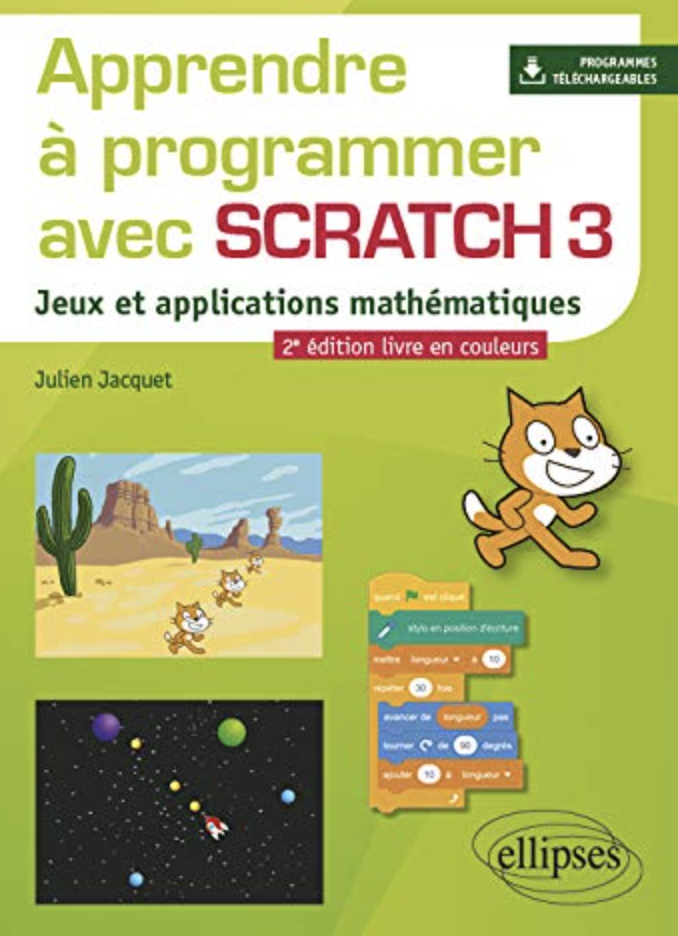 Apprendre
à programmer
avec SCRATCH 3
PROGRAMMES
TÉLÉCHARGEABLES
Jeux et applications mathématiques
2e édition livre en couleurs
Julien Jacquet
quand est cliqué
stylo en position d'écriture
mettre longueur à 10
répéter 30 fois
avancer de longueur pas
tourner de 90 degrés
ajouter 10 à longueur
ellipses